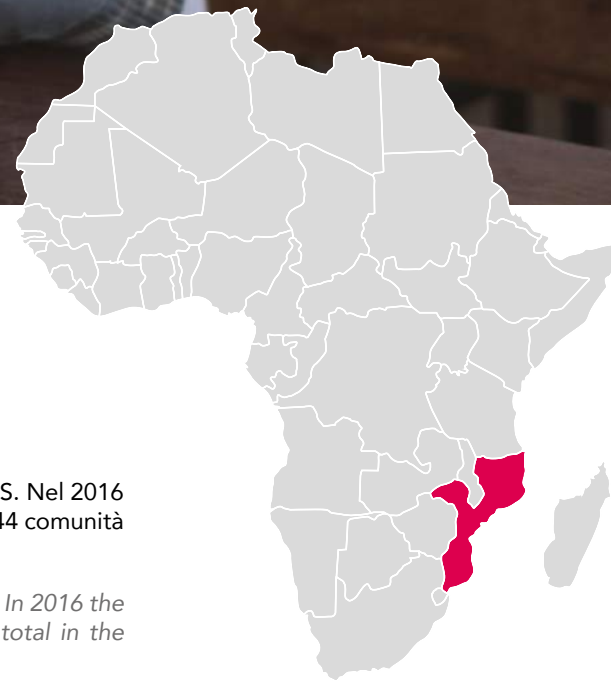 S. Nel 2016
44 comunità
In 2016 the
total in the